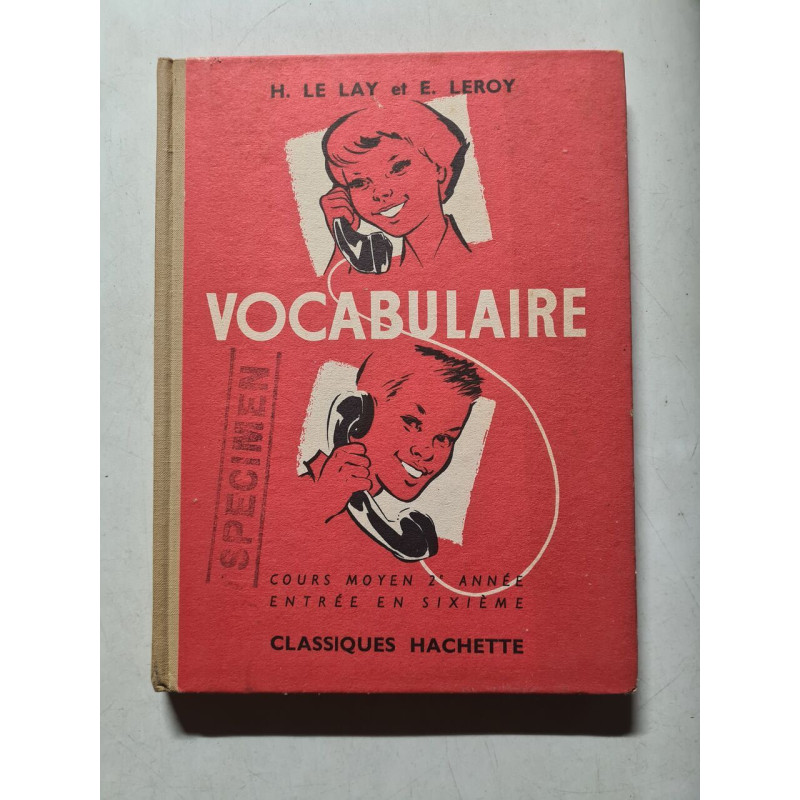 H. LE LAY et E. LEROY
VOCABULAIRE
SPECIMEN
COURS MOYEN 2e ANNÉE
ENTRÉE EN SIXIÈME
CLASSIQUES HACHETTE